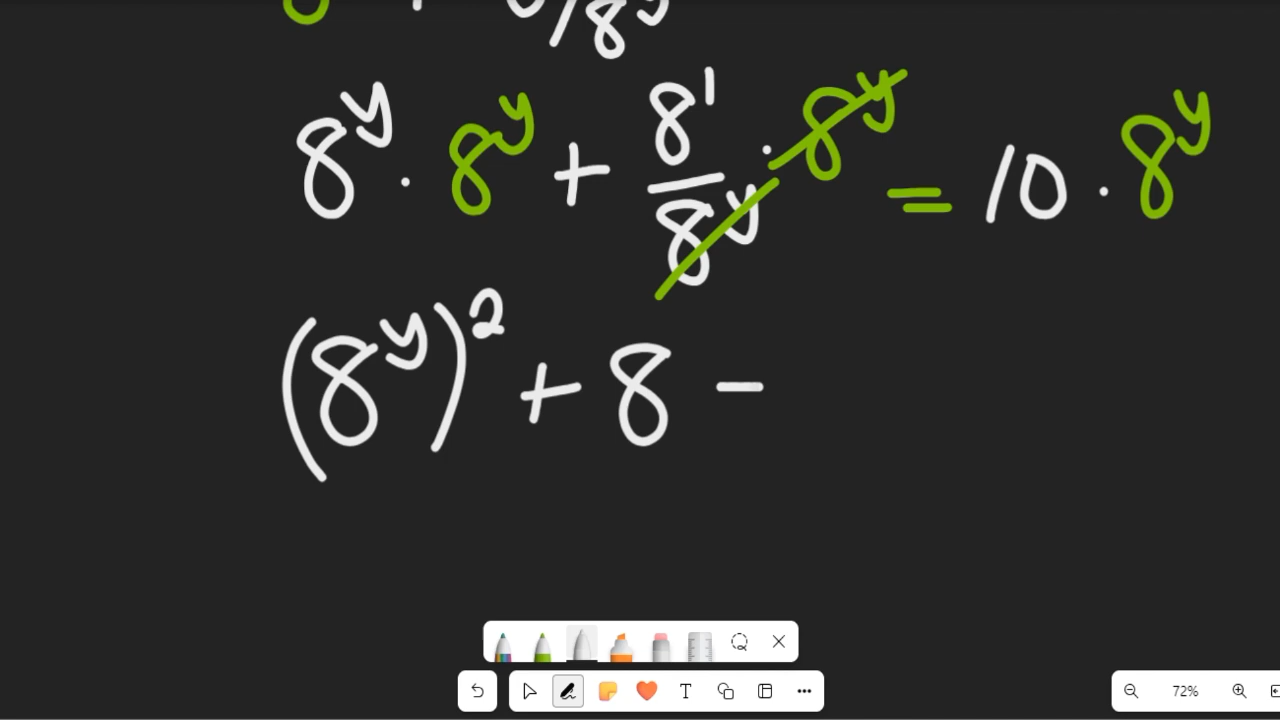 8^y · 8^y + 8^1/8^y · 8^y = 10 · 8^y
(8^y)^2 + 8 -
T
72%